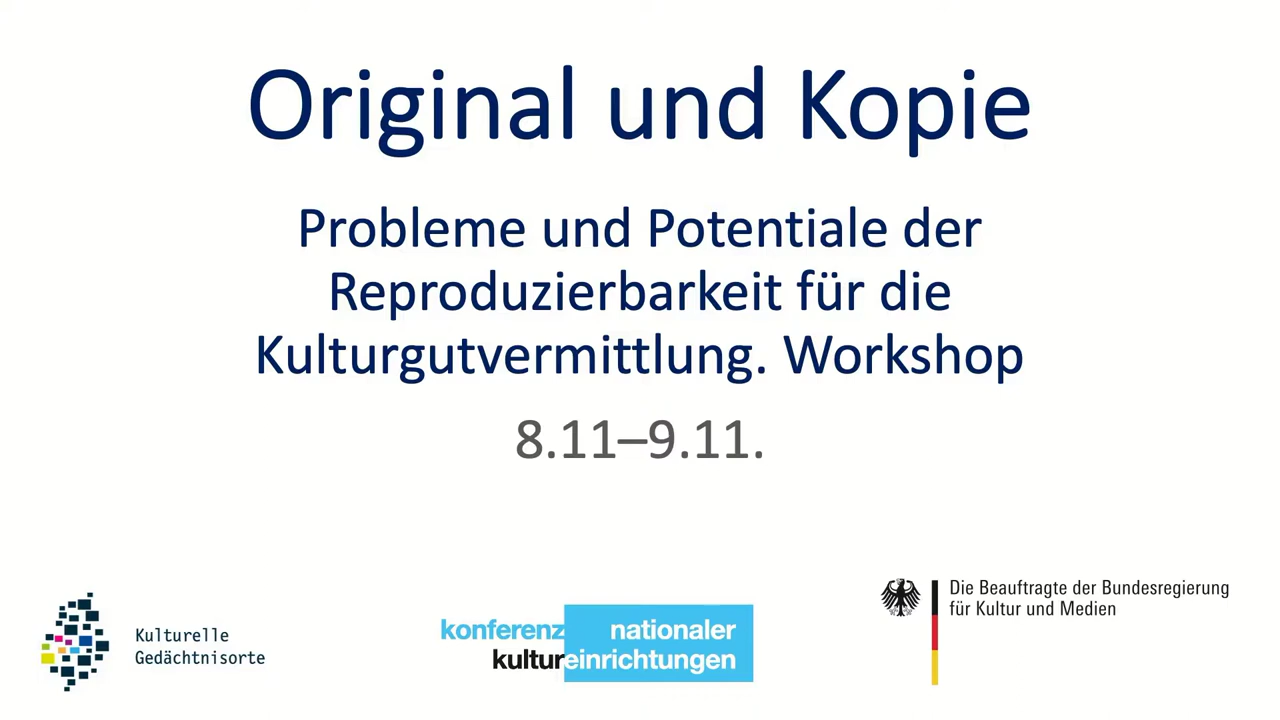 Original und Kopie
Probleme und Potentiale der
Reproduzierbarkeit für die
Kulturgutvermittlung. Workshop
8.11–9.11.
Kulturelle
Gedächtnisorte
konferenz nationaler
kultureinrichtungen
Die Beauftragte der Bundesregierung
für Kultur und Medien